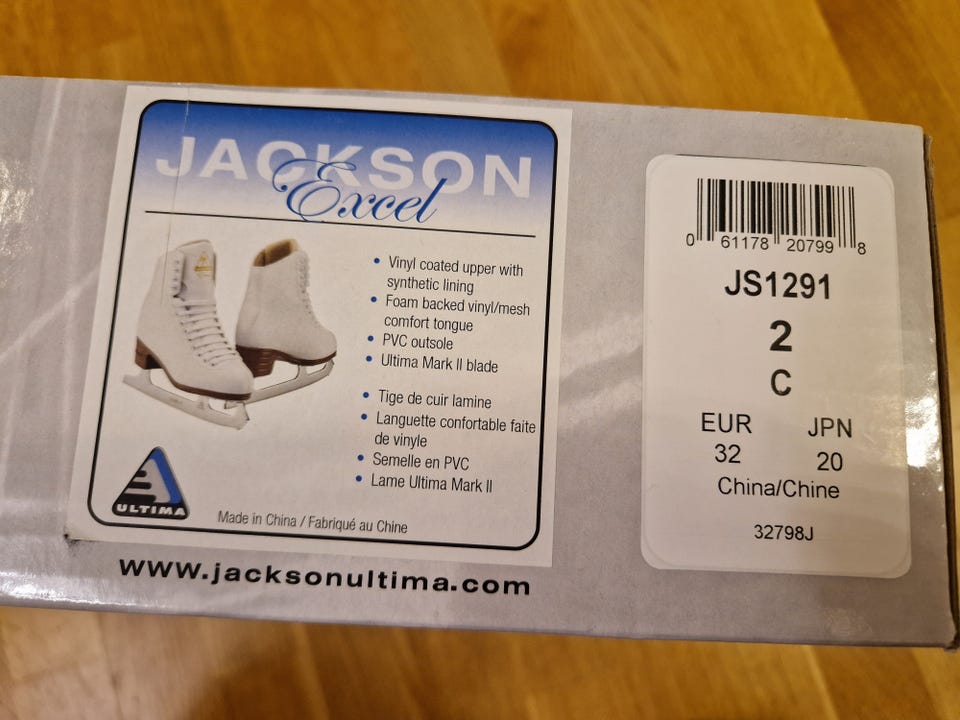 JACKSON
Excel
• Vinyl coated upper with
synthetic lining
• Foam backed vinyl/mesh
comfort tongue
• PVC outsole
• Ultima Mark II blade
• Tige de cuir lamine
• Languette confortable faite
de vinyle
• Semelle en PVC
• Lame Ultima Mark II
ULTIMA
Made in China / Fabriqué au Chine
www.jacksonultima.com
0 61178 20799 8
JS1291
2
C
EUR JPN
32 20
China/Chine
32798J